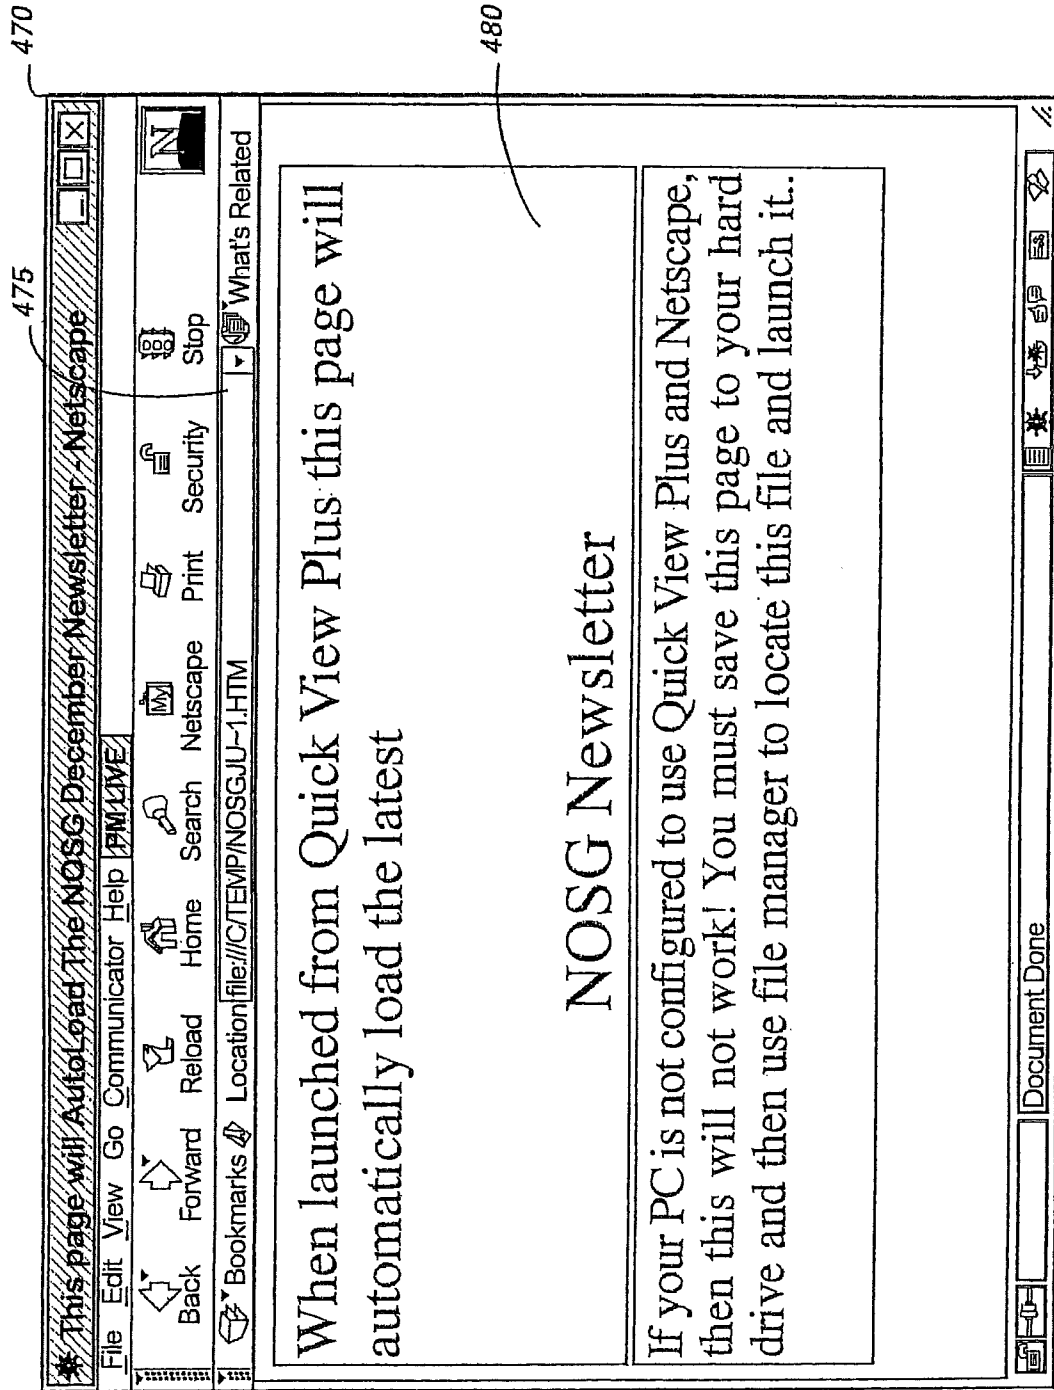 470
475
This page will AutoLoad The NOSG December Newsletter - Netscape
File Edit View Go Communicator Help PM LIVE
Back Forward Reload Home Search Netscape Print Security Stop
N
My
Bookmarks Location file:///C/TEMP/NOSGJU~1.HTM What's Related
480
When launched from Quick View Plus this page will
automatically load the latest
NOSG Newsletter
If your PC is not configured to use Quick View Plus and Netscape,
then this will not work! You must save this page to your hard
drive and then use file manager to locate this file and launch it..
Document Done